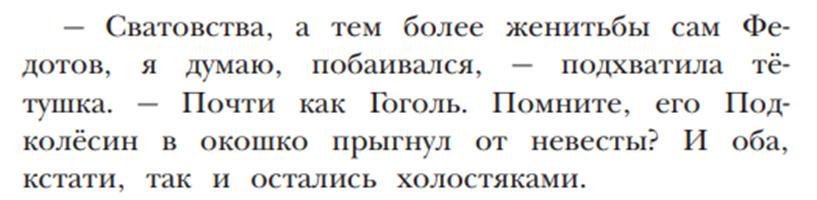 — Сватовства, а тем более женитьбы сам Фе-
дотов, я думаю, побаивался, — подхватила тё-
тушка. — Почти как Гоголь. Помните, его Под-
колёсин в окошко прыгнул от невесты? И оба,
кстати, так и остались холостяками.